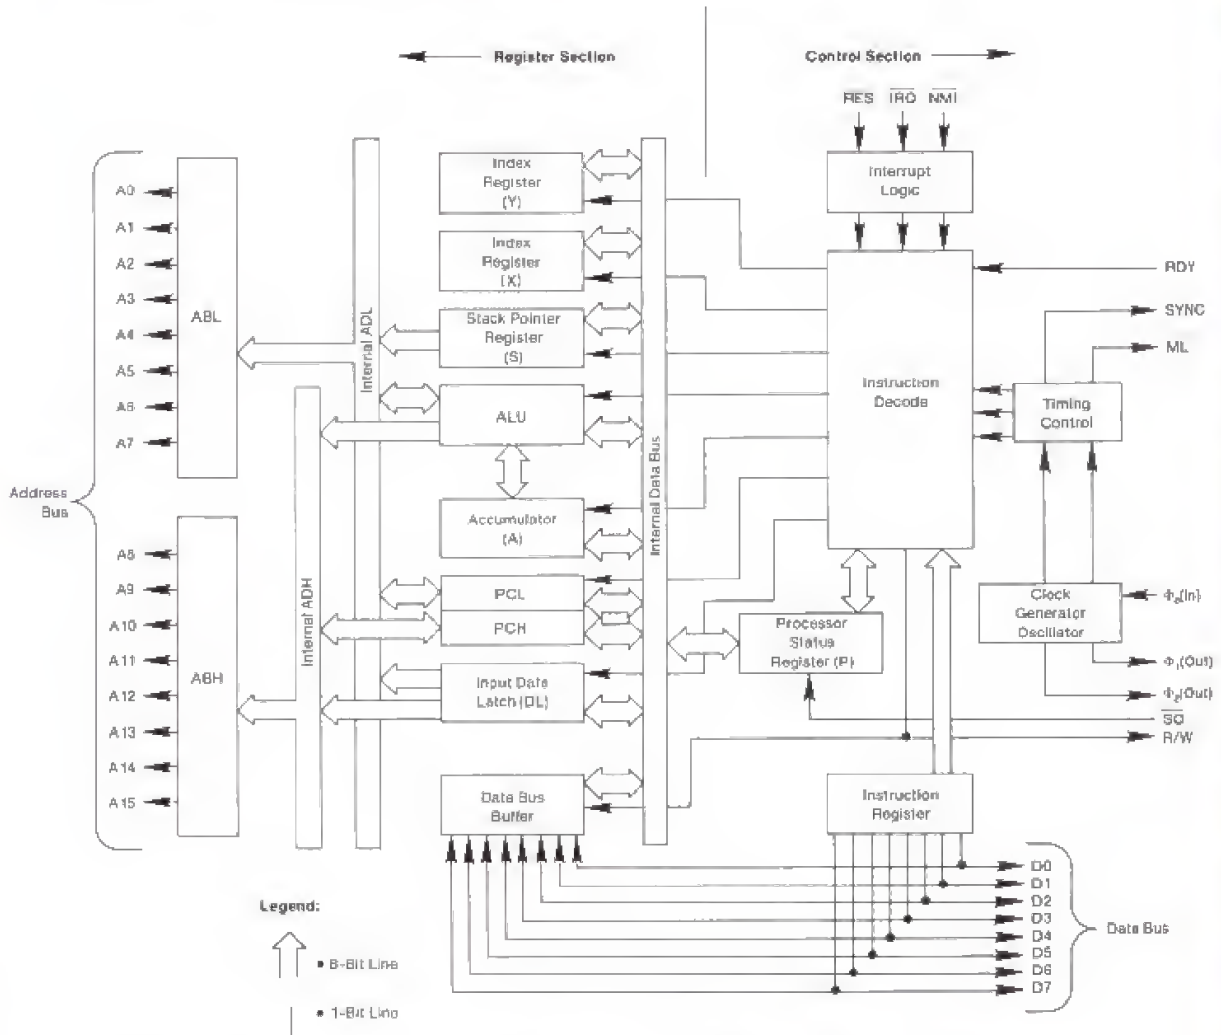 Register Section
Control Section
RES
IRQ
NMI
Interrupt
Logic
Index
Register
(Y)
Index
Register
(X)
Stack Pointer
Register
(S)
ALU
Accumulator
(A)
PCL
PCH
Input Data
Latch (DL)
Data Bus
Buffer
Internal ADL
Internal ADH
Internal Data Bus
ABL
ABH
Address
Bus
A0
A1
A2
A3
A4
A5
A6
A7
A8
A9
A10
A11
A12
A13
A14
A15
Instruction
Decode
Timing
Control
Clock
Generator
Oscillator
Processor
Status
Register (P)
Instruction
Register
RDY
SYNC
ML
Φ2(In)
Φ1(Out)
Φ2(Out)
SO
R/W
D0
D1
D2
D3
D4
D5
D6
D7
Data Bus
Legend:
• 8-Bit Line
• 1-Bit Line